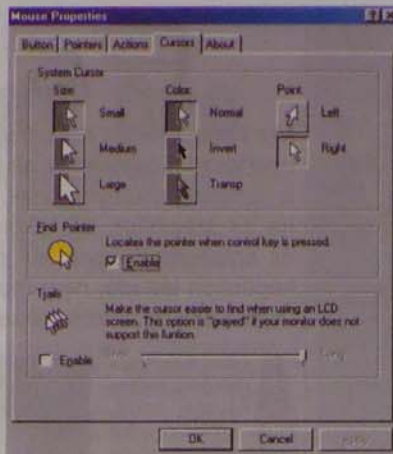 Mouse Properties
Button Pointers Actions Cursors About
System Cursor
Size: Color: Point:
Small Normal Left
Medium Invert Right
Large Transp
Find Pointer
Locates the pointer when control key is pressed.
Enable
Trails
Make the cursor easier to find when using an LCD
screen. This option is "grayed" if your monitor does not
support this funtion.
Enable Long
OK Cancel Apply